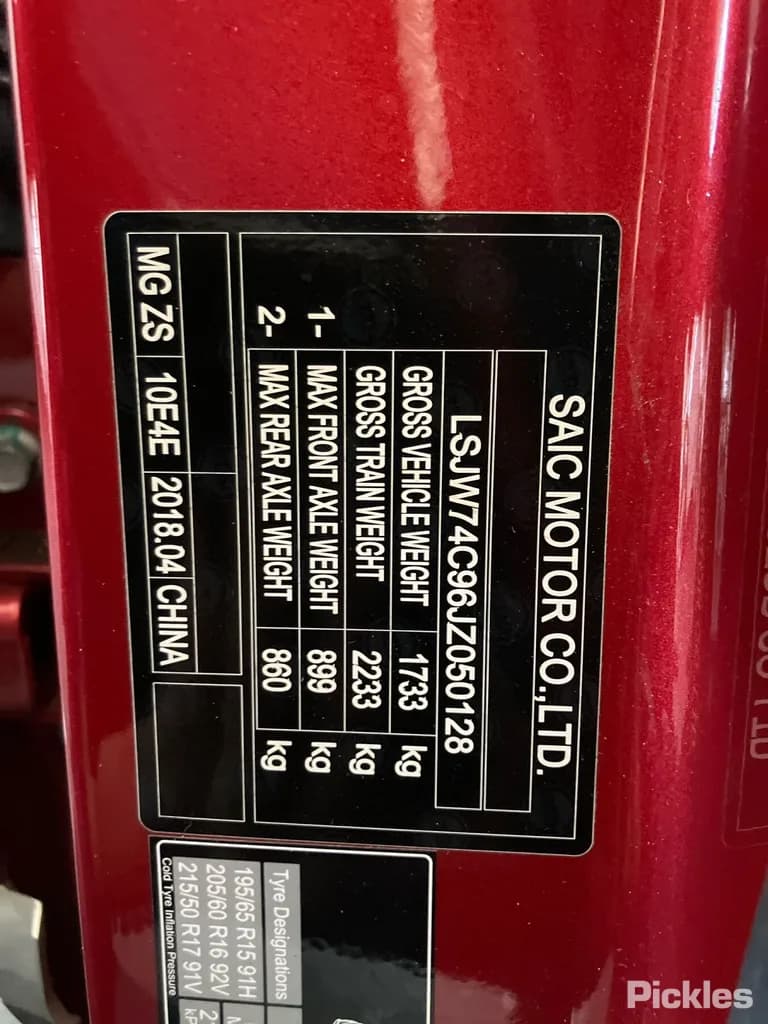 SAIC MOTOR CO.,LTD.
LSJW74C96JZ050128
GROSS VEHICLE WEIGHT 1733 kg
GROSS TRAIN WEIGHT 2233 kg
1- MAX FRONT AXLE WEIGHT 899 kg
2- MAX REAR AXLE WEIGHT 860 kg
MG ZS 10E4E 2018.04 CHINA
Tyre Designations
195/65 R15 91H
205/60 R16 92V
215/50 R17 91V
Cold Tyre Inflation Pressure
Pickles